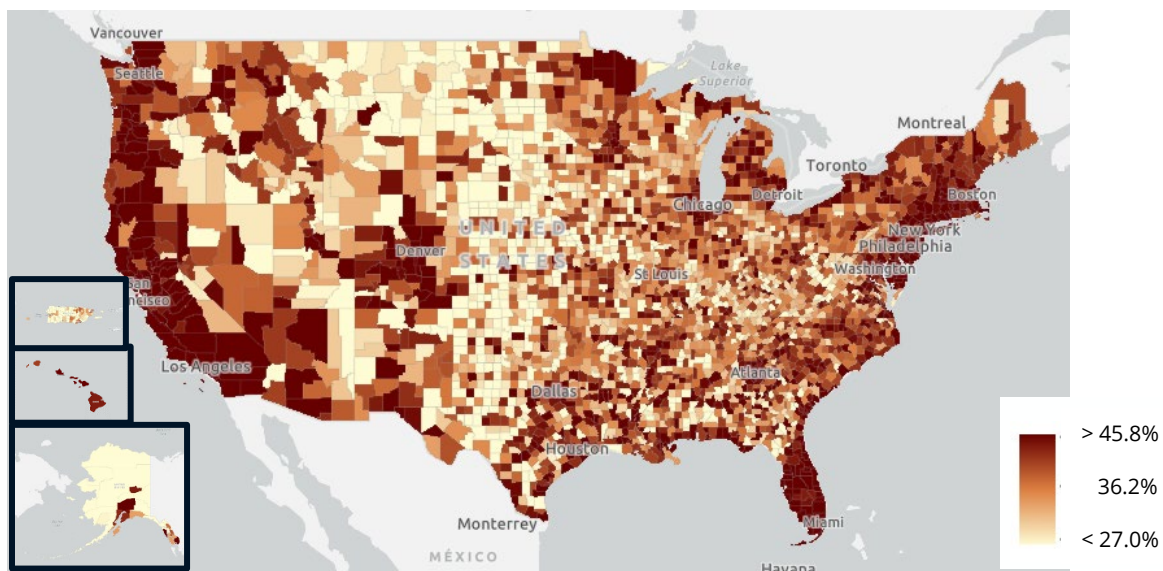 Vancouver
Seattle
Lake
Superior
Montreal
Toronto
Boston
Detroit
Chicago
New York
Philadelphia
UNITED
STATES
Denver
St Louis
Washington
San
ncisco
Los Angeles
Atlanta
Dallas
Houston
Monterrey
Miami
MÉXICO
Havana
> 45.8%
36.2%
< 27.0%